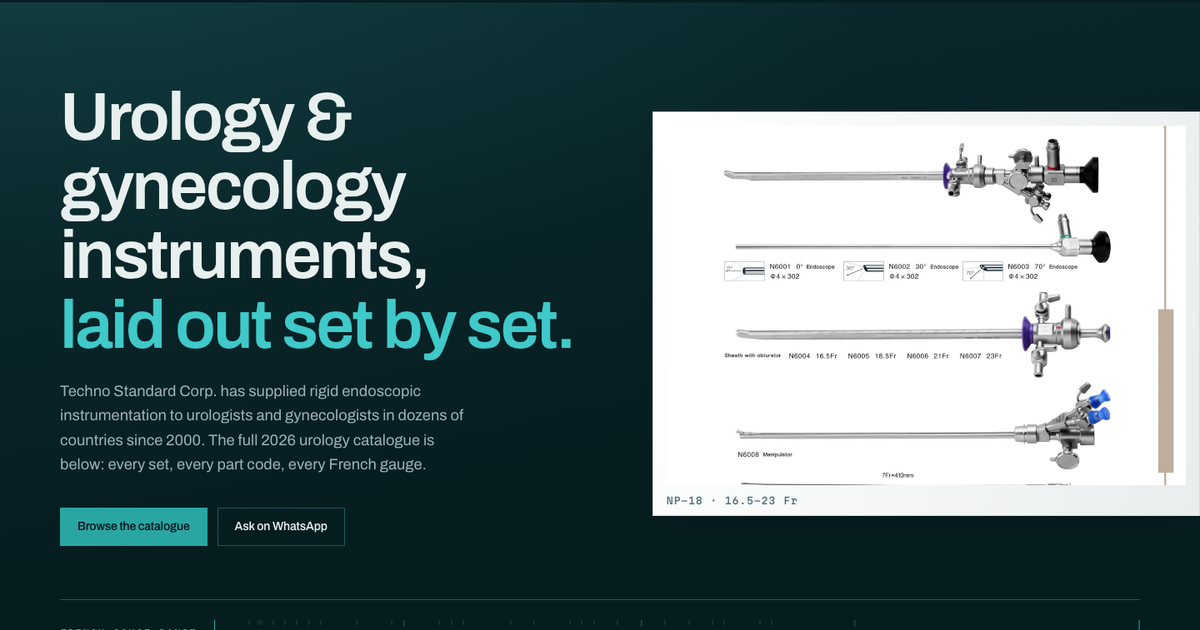 Urology &
gynecology
instruments,
laid out set by set.
Techno Standard Corp. has supplied rigid endoscopic
instrumentation to urologists and gynecologists in dozens of
countries since 2000. The full 2026 urology catalogue is
below: every set, every part code, every French gauge.
Browse the catalogue
Ask on WhatsApp
30
0° N6001 0° Endoscope
Φ4×302
30° N6002 30° Endoscope
Φ4×302
70° N6003 70° Endoscope
Φ4×302
Sheath with obturator N6004 16.5Fr N6005 18.5Fr N6006 21Fr N6007 23Fr
N6008 Manipulator
7Fr×410mm
NP-18 · 16.5-23 Fr